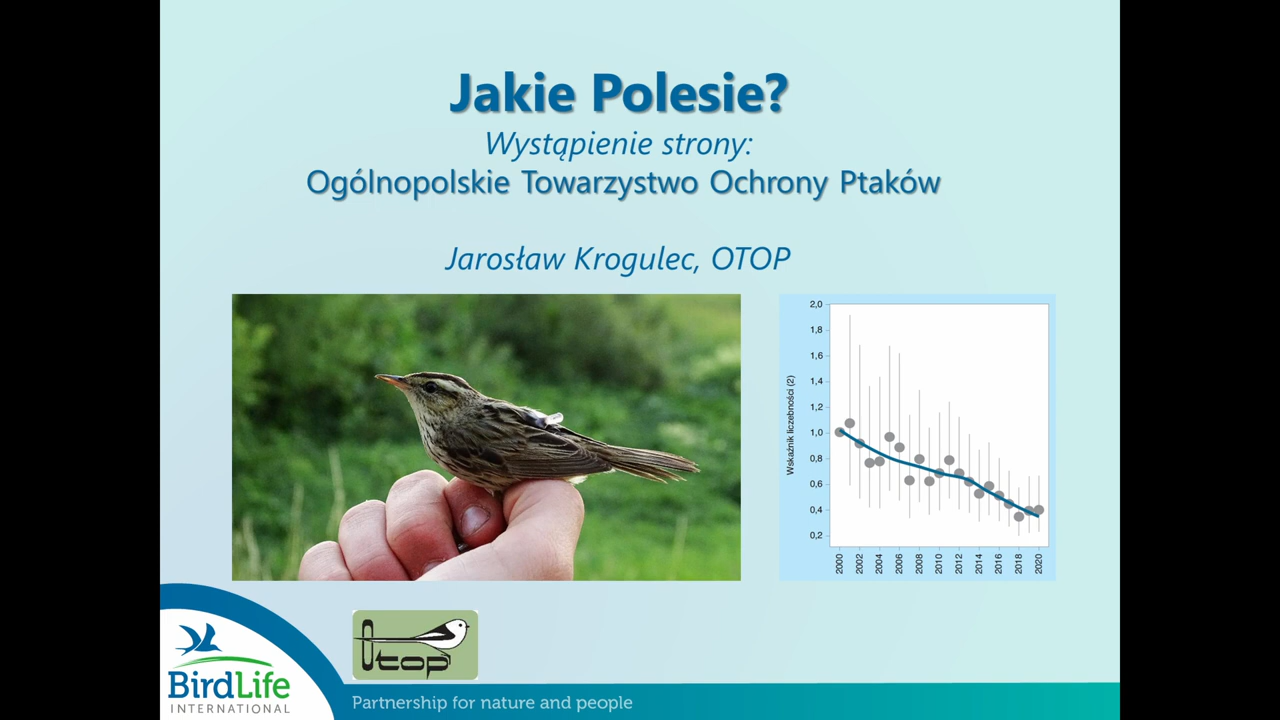 Jakie Polesie?
Wystąpienie strony:
Ogólnopolskie Towarzystwo Ochrony Ptaków
Jarosław Krogulec, OTOP
Wskaźnik liczebności (2)
2,0
1,8
1,6
1,4
1,2
1,0
0,8
0,6
0,4
0,2
2000
2002
2004
2006
2008
2010
2012
2014
2016
2018
2020
Otop
BirdLife
INTERNATIONAL
Partnership for nature and people